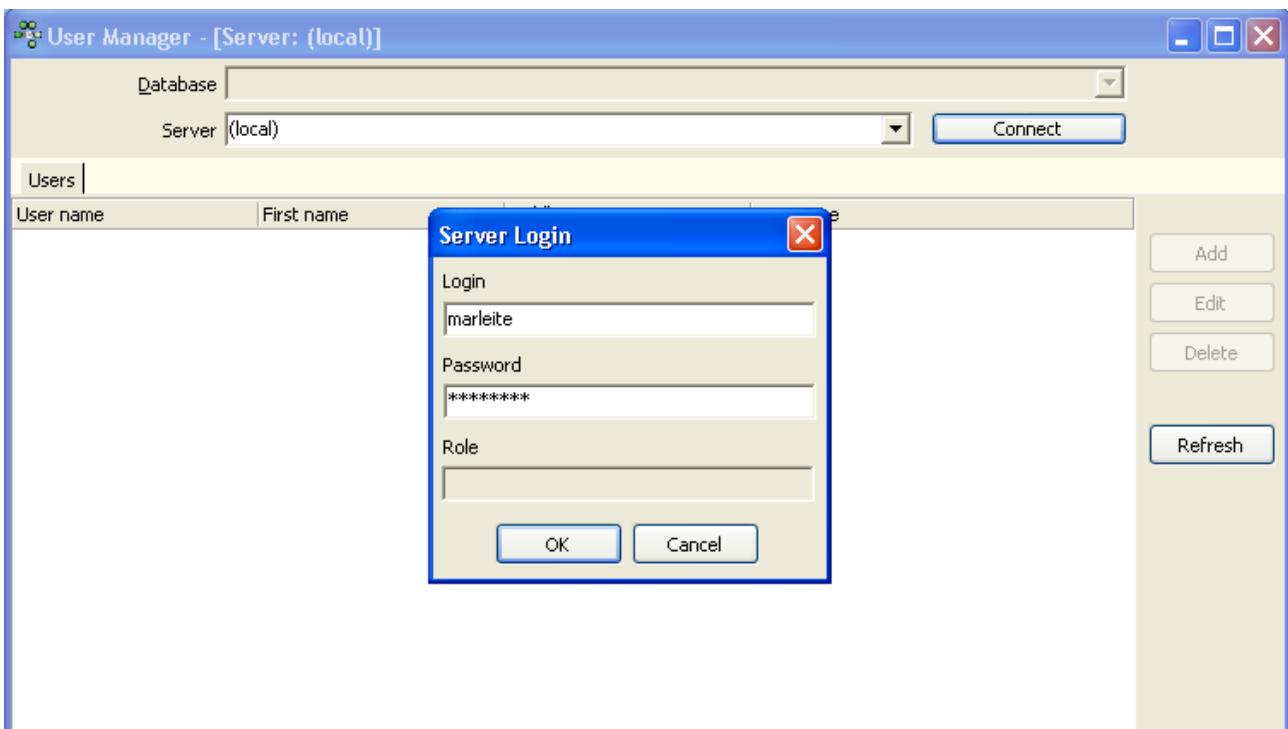 User Manager - [Server: (local)]
Database
Server (local) Connect
Users
User name First name
Server Login
Login
marleite
Password
********
Role
OK Cancel
Add
Edit
Delete
Refresh